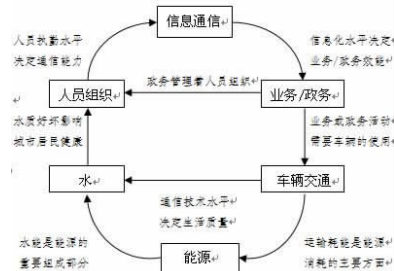 信息通信
人员执勤水平
决定通信能力
信息化水平决定
业务/政务效能
政务管理着人员组织
人员组织
业务/政务
水质好坏影响
城市居民健康
业务或政务活动
需要车辆的使用
水
车辆交通
通信技术水平
决定生活质量
水能是能源的
重要组成部分
能源
运输耗能是能源
消耗的主要方面